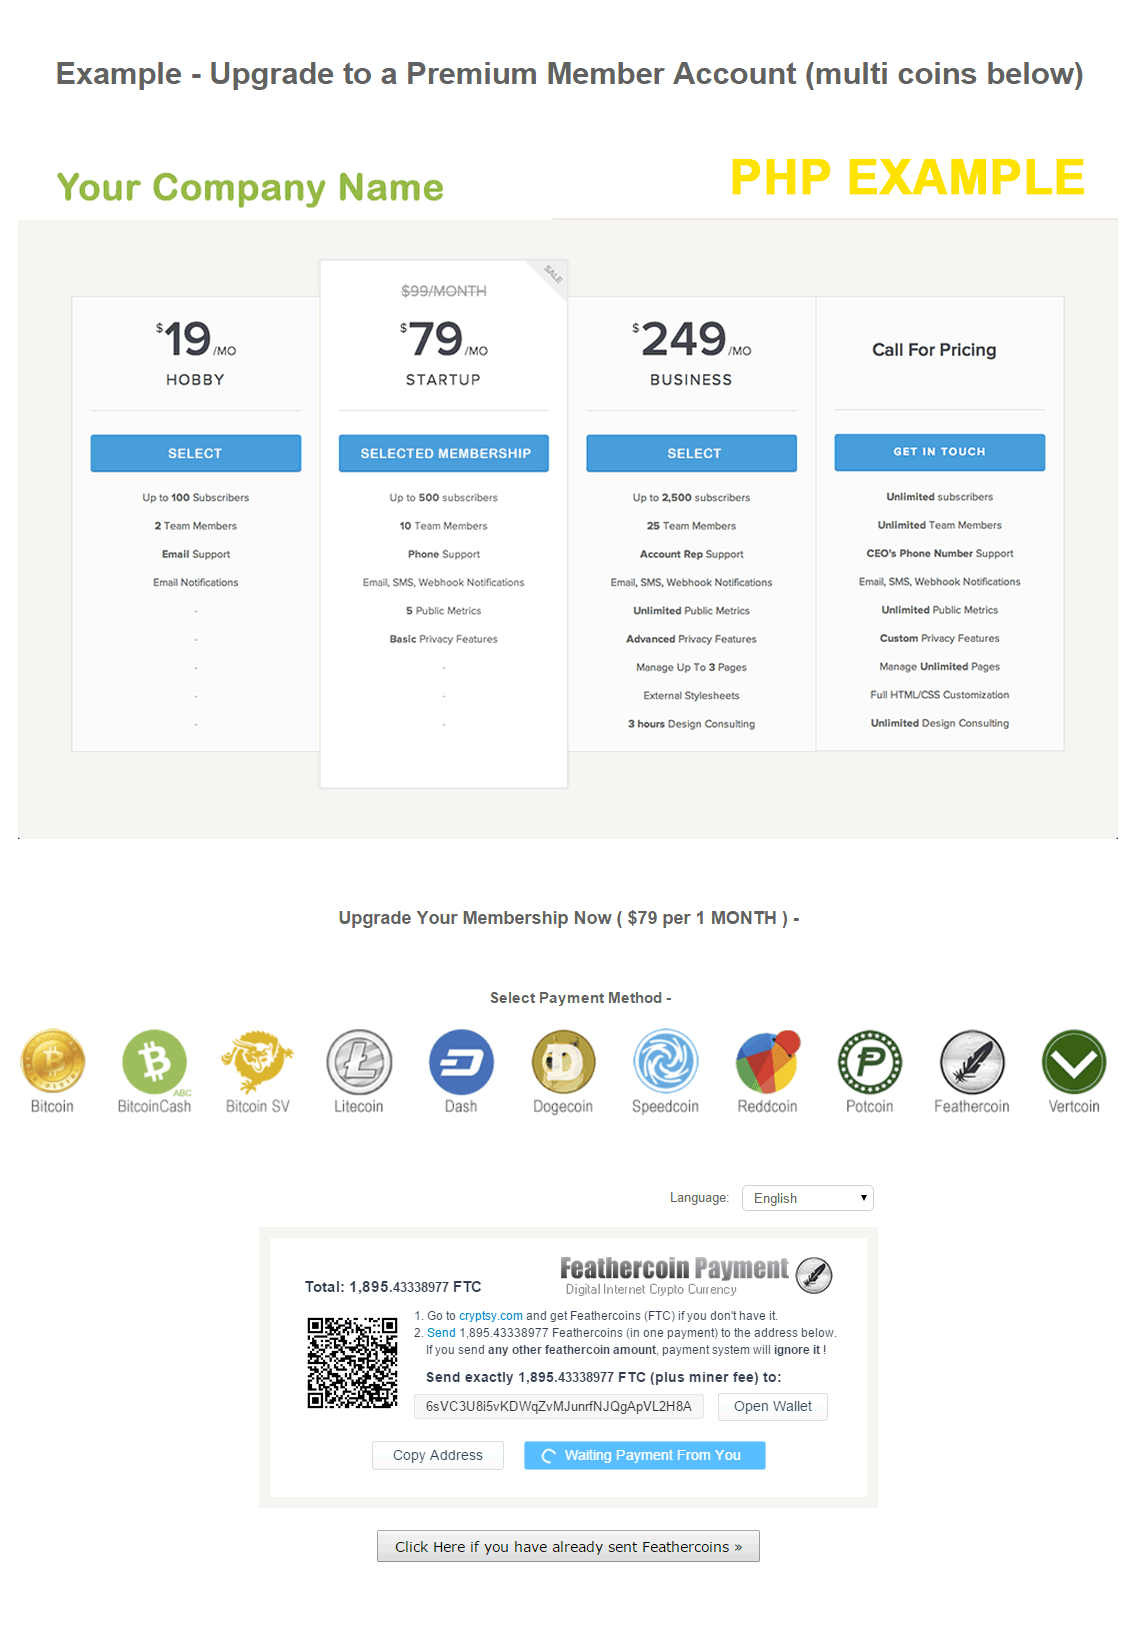 Example - Upgrade to a Premium Member Account (multi coins below)
Your Company Name
PHP EXAMPLE
SALE
$99/MONTH
$19/MO
HOBBY
$79/MO
STARTUP
$249/MO
BUSINESS
Call For Pricing
SELECT
SELECTED MEMBERSHIP
SELECT
GET IN TOUCH
Up to 100 Subscribers
2 Team Members
Email Support
Email Notifications
-
-
-
-
-
Up to 500 subscribers
10 Team Members
Phone Support
Email, SMS, Webhook Notifications
5 Public Metrics
Basic Privacy Features
-
-
-
Up to 2,500 subscribers
25 Team Members
Account Rep Support
Email, SMS, Webhook Notifications
Unlimited Public Metrics
Advanced Privacy Features
Manage Up To 3 Pages
External Stylesheets
3 hours Design Consulting
Unlimited subscribers
Unlimited Team Members
CEO's Phone Number Support
Email, SMS, Webhook Notifications
Unlimited Public Metrics
Custom Privacy Features
Manage Unlimited Pages
Full HTML/CSS Customization
Unlimited Design Consulting
Upgrade Your Membership Now ( $79 per 1 MONTH ) -
Select Payment Method -
ABC
Bitcoin
BitcoinCash
Bitcoin SV
Litecoin
Dash
Dogecoin
Speedcoin
Reddcoin
Potcoin
Feathercoin
Vertcoin
Language:
English
Feathercoin Payment
Digital Internet Crypto Currency
Total: 1,895.43338977 FTC
1. Go to cryptsy.com and get Feathercoins (FTC) if you don't have it.
2. Send 1,895.43338977 Feathercoins (in one payment) to the address below.
If you send any other feathercoin amount, payment system will ignore it !
Send exactly 1,895.43338977 FTC (plus miner fee) to:
6sVC3U8i5vKDWqZvMJunrfNJQgApVL2H8A
Open Wallet
Copy Address
Waiting Payment From You
Click Here if you have already sent Feathercoins »